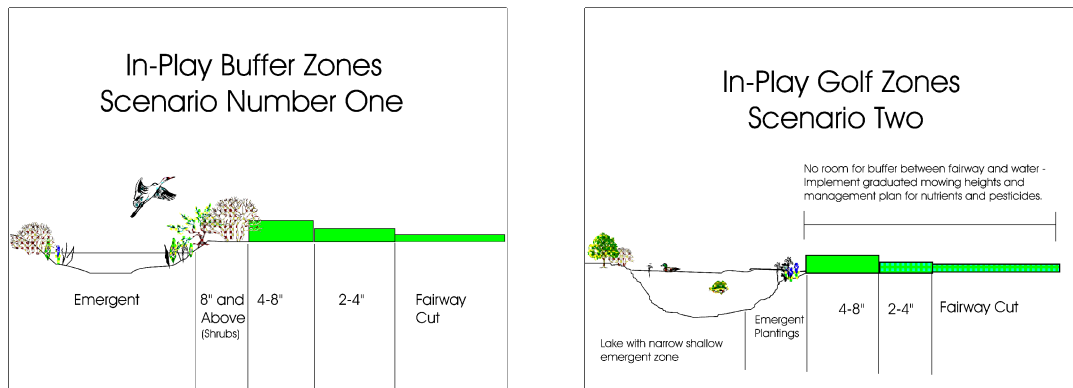 In-Play Buffer Zones
Scenario Number One
Emergent
8" and
Above
(Shrubs)
4-8"
2-4"
Fairway
Cut
In-Play Golf Zones
Scenario Two
No room for buffer between fairway and water -
Implement graduated mowing heights and
management plan for nutrients and pesticides.
Lake with narrow shallow
emergent zone
Emergent
Plantings
4-8"
2-4"
Fairway Cut